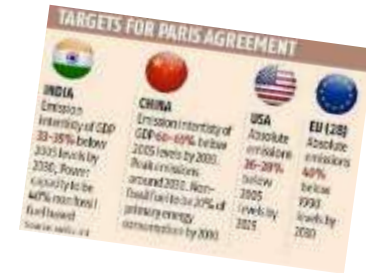 TARGETS FOR PARIS AGREEMENT
INDIA
Emission
Intensity of GDP
33-35% below
2005 levels by
2030, Power
capacity to be
40% non fossil
fuel based
CHINA
Emission Intensity of
GDP 60-65% below
2005 levels by 2030.
Peak emissions
around 2030. Non-
fossil fuel to be 20% of
primary energy
consumption by 2030
USA
Absolute
emissions
26-28%
below
2005
levels by
2025
EU (28)
Absolute
emissions
40%
below
1990
levels by
2030